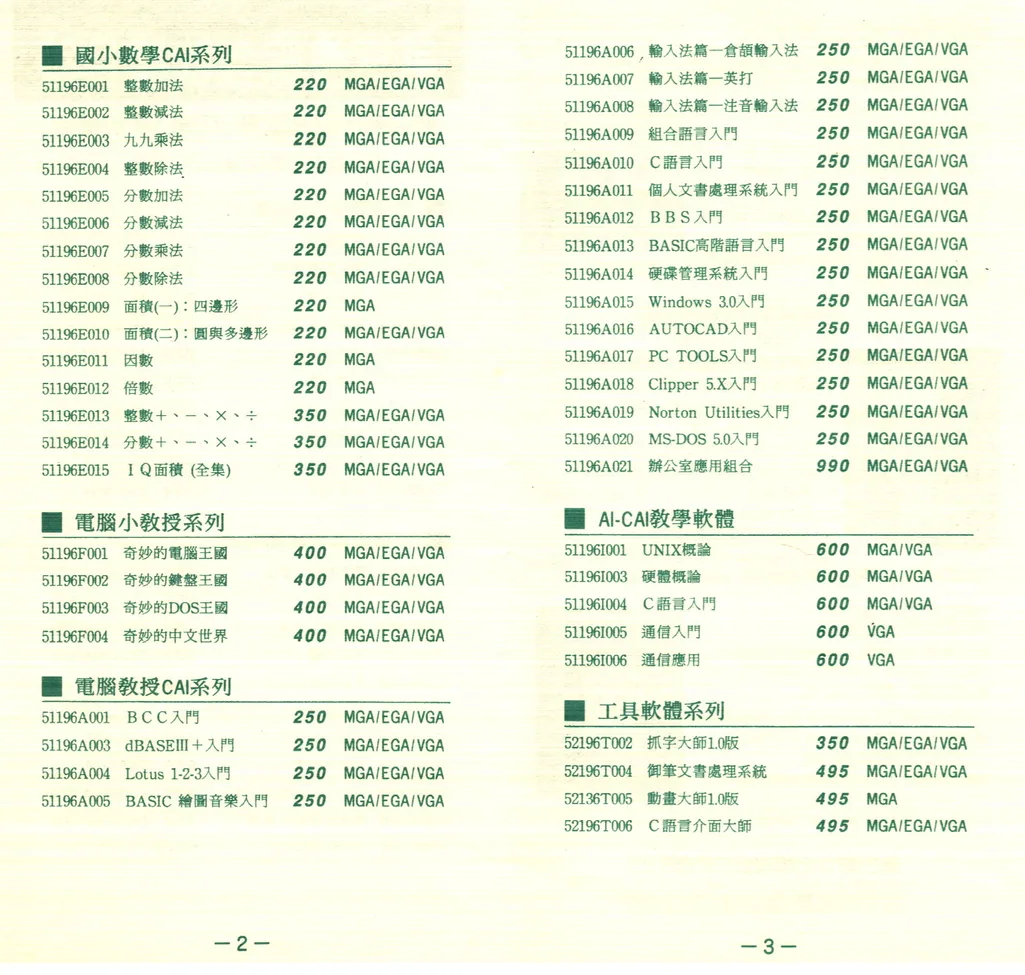 ■ 國小數學CAI系列
51196E001 整數加法 220 MGA/EGA/VGA
51196E002 整數減法 220 MGA/EGA/VGA
51196E003 九九乘法 220 MGA/EGA/VGA
51196E004 整數除法 220 MGA/EGA/VGA
51196E005 分數加法 220 MGA/EGA/VGA
51196E006 分數減法 220 MGA/EGA/VGA
51196E007 分數乘法 220 MGA/EGA/VGA
51196E008 分數除法 220 MGA/EGA/VGA
51196E009 面積(一)：四邊形 220 MGA
51196E010 面積(二)：圓與多邊形 220 MGA/EGA/VGA
51196E011 因數 220 MGA
51196E012 倍數 220 MGA
51196E013 整數＋、－、×、÷ 350 MGA/EGA/VGA
51196E014 分數＋、－、×、÷ 350 MGA/EGA/VGA
51196E015 ＩＱ面積 (全集) 350 MGA/EGA/VGA
■ 電腦小教授系列
51196F001 奇妙的電腦王國 400 MGA/EGA/VGA
51196F002 奇妙的鍵盤王國 400 MGA/EGA/VGA
51196F003 奇妙的DOS王國 400 MGA/EGA/VGA
51196F004 奇妙的中文世界 400 MGA/EGA/VGA
■ 電腦教授CAI系列
51196A001 ＢＣＣ入門 250 MGA/EGA/VGA
51196A003 dBASEIII＋入門 250 MGA/EGA/VGA
51196A004 Lotus 1-2-3入門 250 MGA/EGA/VGA
51196A005 BASIC 繪圖音樂入門 250 MGA/EGA/VGA
－2－
51196A006 輸入法篇—倉頡輸入法 250 MGA/EGA/VGA
51196A007 輸入法篇—英打 250 MGA/EGA/VGA
51196A008 輸入法篇—注音輸入法 250 MGA/EGA/VGA
51196A009 組合語言入門 250 MGA/EGA/VGA
51196A010 Ｃ語言入門 250 MGA/EGA/VGA
51196A011 個人文書處理系統入門 250 MGA/EGA/VGA
51196A012 ＢＢＳ入門 250 MGA/EGA/VGA
51196A013 BASIC高階語言入門 250 MGA/EGA/VGA
51196A014 硬碟管理系統入門 250 MGA/EGA/VGA
51196A015 Windows 3.0入門 250 MGA/EGA/VGA
51196A016 AUTOCAD入門 250 MGA/EGA/VGA
51196A017 PC TOOLS入門 250 MGA/EGA/VGA
51196A018 Clipper 5.X入門 250 MGA/EGA/VGA
51196A019 Norton Utilities入門 250 MGA/EGA/VGA
51196A020 MS-DOS 5.0入門 250 MGA/EGA/VGA
51196A021 辦公室應用組合 990 MGA/EGA/VGA
■ AI-CAI教學軟體
51196I001 UNIX概論 600 MGA/VGA
51196I003 硬體概論 600 MGA/VGA
51196I004 Ｃ語言入門 600 MGA/VGA
51196I005 通信入門 600 VGA
51196I006 通信應用 600 VGA
■ 工具軟體系列
52196T002 抓字大師1.0版 350 MGA/EGA/VGA
52196T004 御筆文書處理系統 495 MGA/EGA/VGA
52136T005 動畫大師1.0版 495 MGA
52196T006 Ｃ語言介面大師 495 MGA/EGA/VGA
－3－